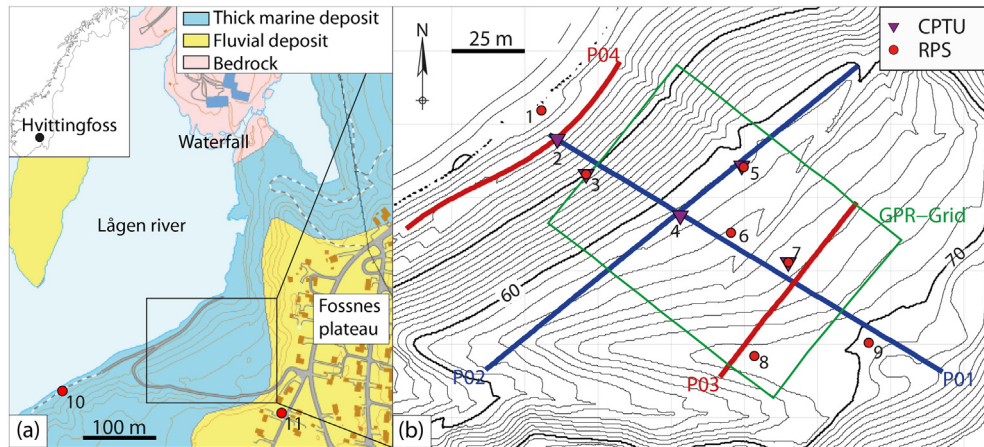 Hvittingfoss
Thick marine deposit
Fluvial deposit
Bedrock
Waterfall
Lågen river
Fossnes
plateau
10
11
(a)
100 m
N
25 m
CPTU
RPS
P04
1
2
3
5
GPR-Grid
4
6
7
60
70
8
9
P02
P03
P01
(b)